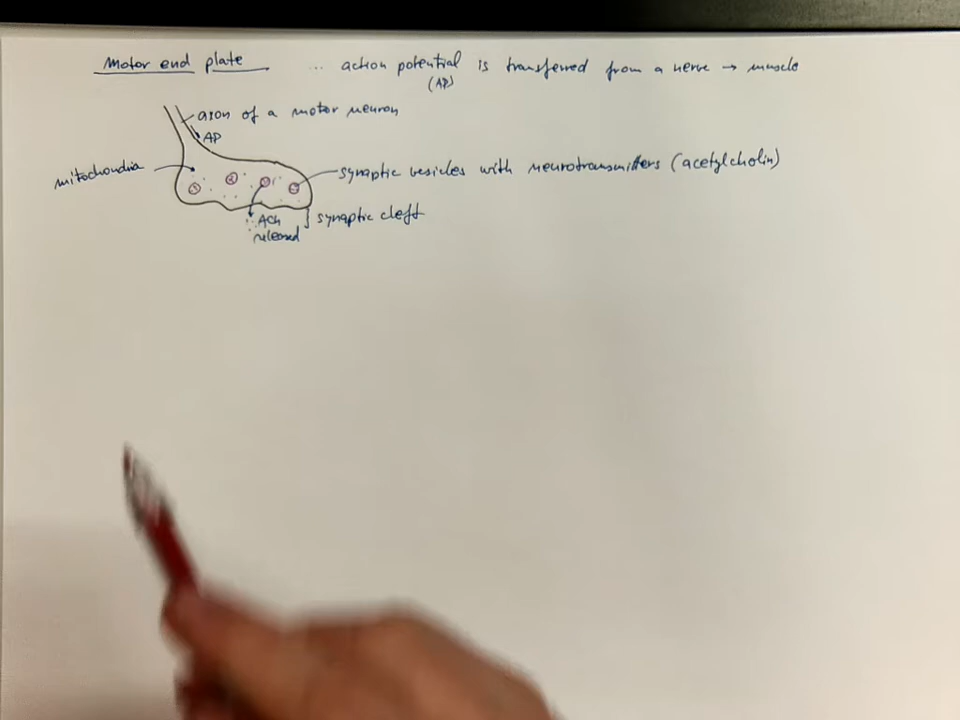 Motor end plate ... action potential is transferred from a nerve → muscle
(AP)
axon of a motor neuron
AP
mitochondria
synaptic vesicles with neurotransmitters (acetylcholin)
ACh
released
synaptic cleft